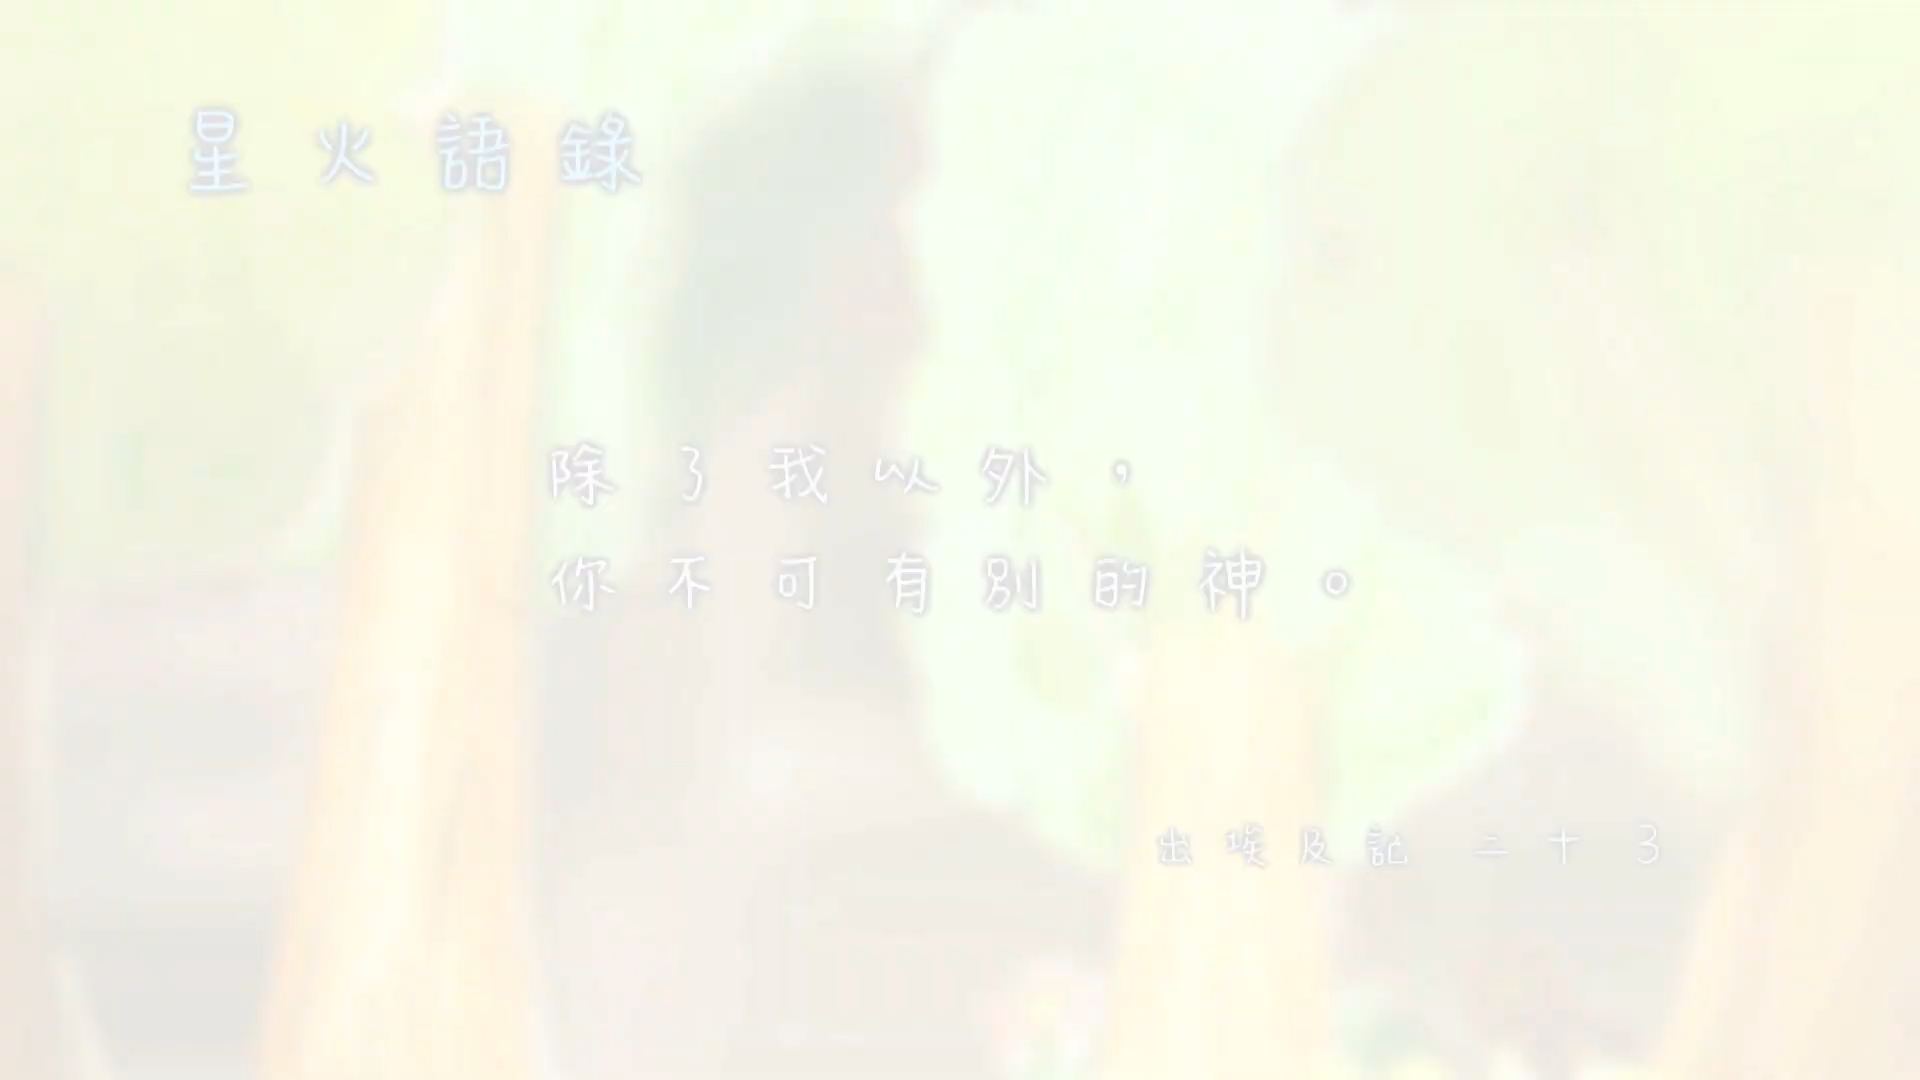 星火語錄
除了我以外，
你不可有別的神。
出埃及記 二十 3